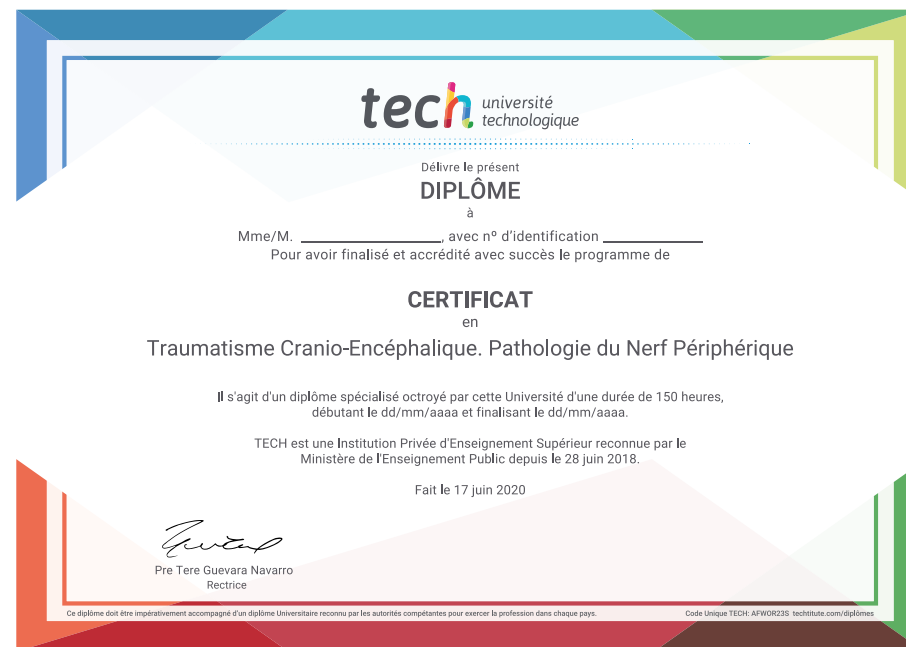 tech université
technologique
Délivre le présent
DIPLÔME
à
Mme/M. ____________________, avec nº d'identification ______________
Pour avoir finalisé et accrédité avec succès le programme de
CERTIFICAT
en
Traumatisme Cranio-Encéphalique. Pathologie du Nerf Périphérique
Il s'agit d'un diplôme spécialisé octroyé par cette Université d'une durée de 150 heures,
débutant le dd/mm/aaaa et finalisant le dd/mm/aaaa.
TECH est une Institution Privée d'Enseignement Supérieur reconnue par le
Ministère de l'Enseignement Public depuis le 28 juin 2018.
Fait le 17 juin 2020
Pre Tere Guevara Navarro
Rectrice
Ce diplôme doit être impérativement accompagné d'un diplôme Universitaire reconnu par les autorités compétantes pour exercer la profession dans chaque pays.
Code Unique TECH: AFWOR23S techtitute.com/diplômes